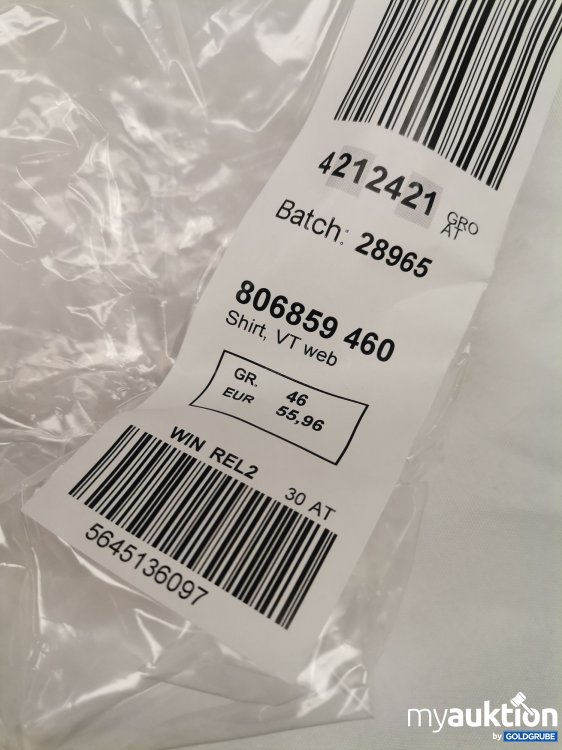 4212421
GRO
AT
Batch: 28965
806859 460
Shirt, VT web
GR. 46
EUR 55,96
WIN REL2 30 AT
5645136097
myauktion
by GOLDGRUBE